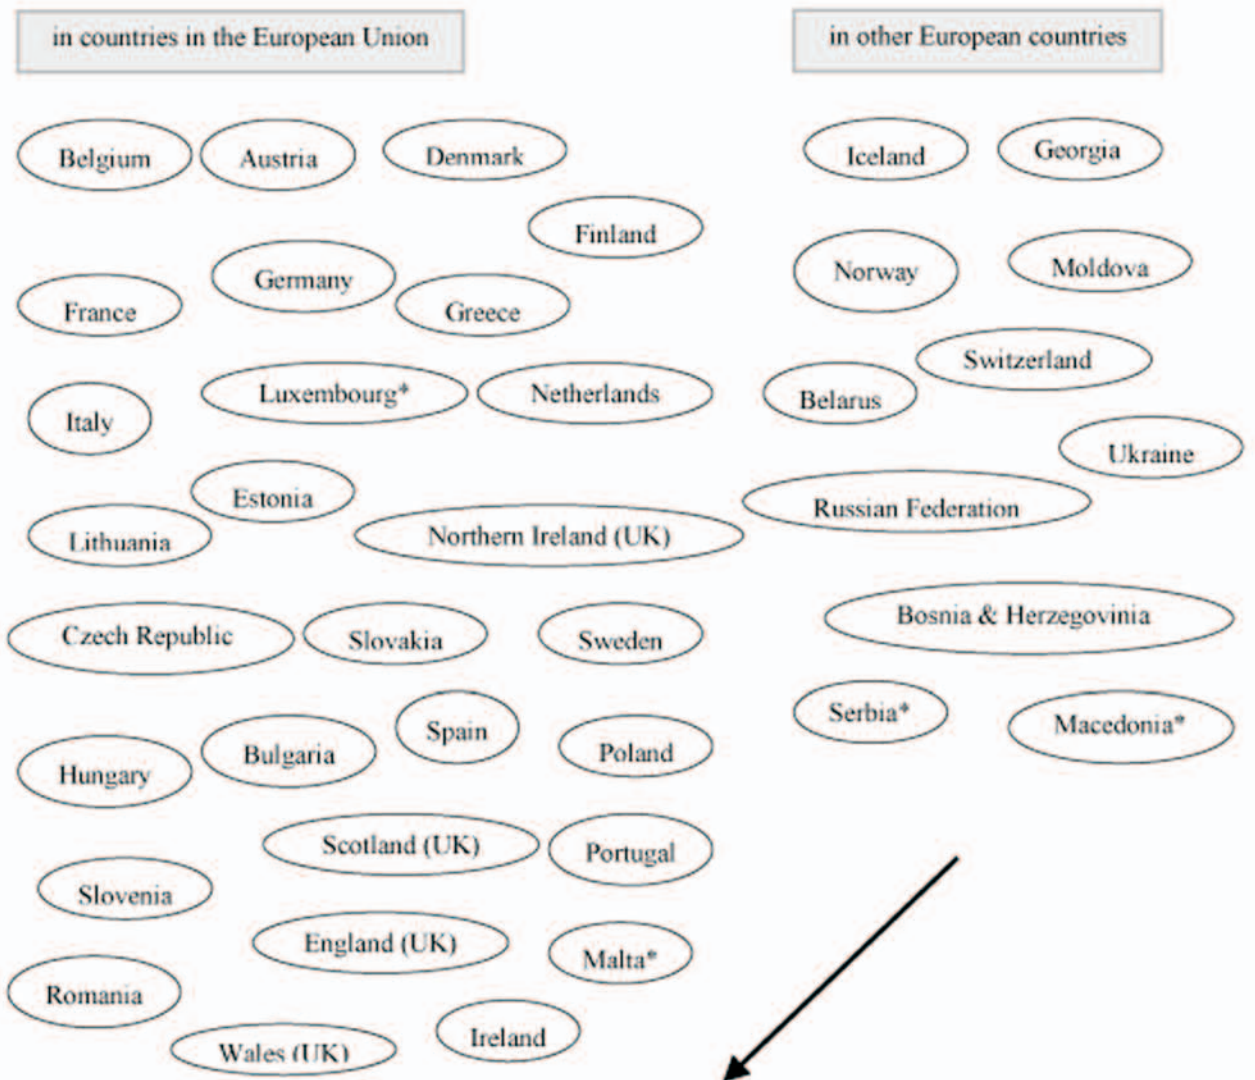 in countries in the European Union
in other European countries
Belgium
Austria
Denmark
Iceland
Georgia
Finland
Germany
Norway
Moldova
France
Greece
Switzerland
Luxembourg*
Netherlands
Belarus
Italy
Ukraine
Estonia
Russian Federation
Lithuania
Northern Ireland (UK)
Bosnia & Herzegovinia
Czech Republic
Slovakia
Sweden
Serbia*
Macedonia*
Spain
Bulgaria
Poland
Hungary
Scotland (UK)
Portugal
Slovenia
England (UK)
Malta*
Romania
Ireland
Wales (UK)